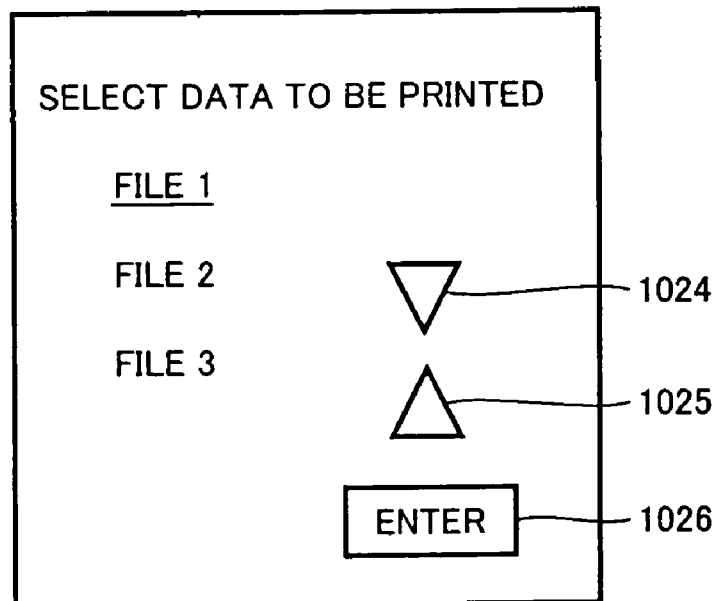 SELECT DATA TO BE PRINTED
FILE 1
FILE 2
1024
FILE 3
1025
ENTER
1026